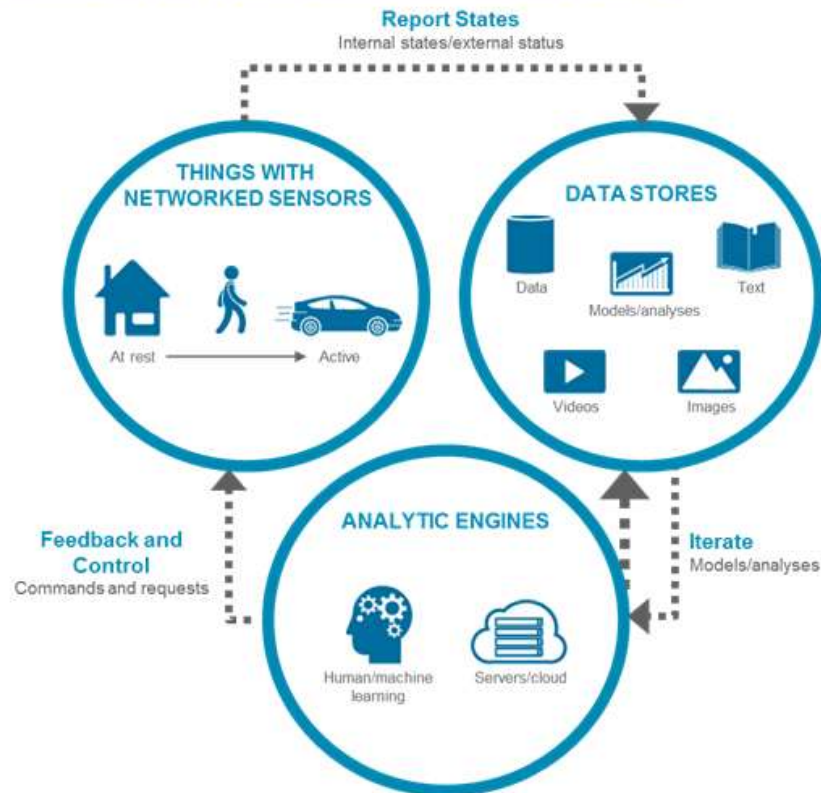 Report States
Internal states/external status
THINGS WITH
NETWORKED SENSORS
At rest
Active
DATA STORES
Data
Models/analyses
Text
Videos
Images
Feedback and
Control
Commands and requests
ANALYTIC ENGINES
Human/machine
learning
Servers/cloud
Iterate
Models/analyses